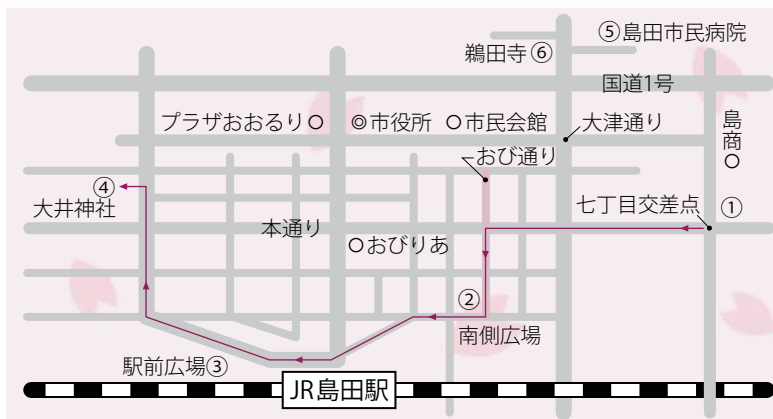 ⑤島田市民病院
鵜田寺⑥
国道1号
プラザおおるり○
◎市役所
○市民会館
大津通り
島商○
おび通り
④
大井神社
七丁目交差点
①
本通り
○おびりあ
②
南側広場
駅前広場③
JR島田駅